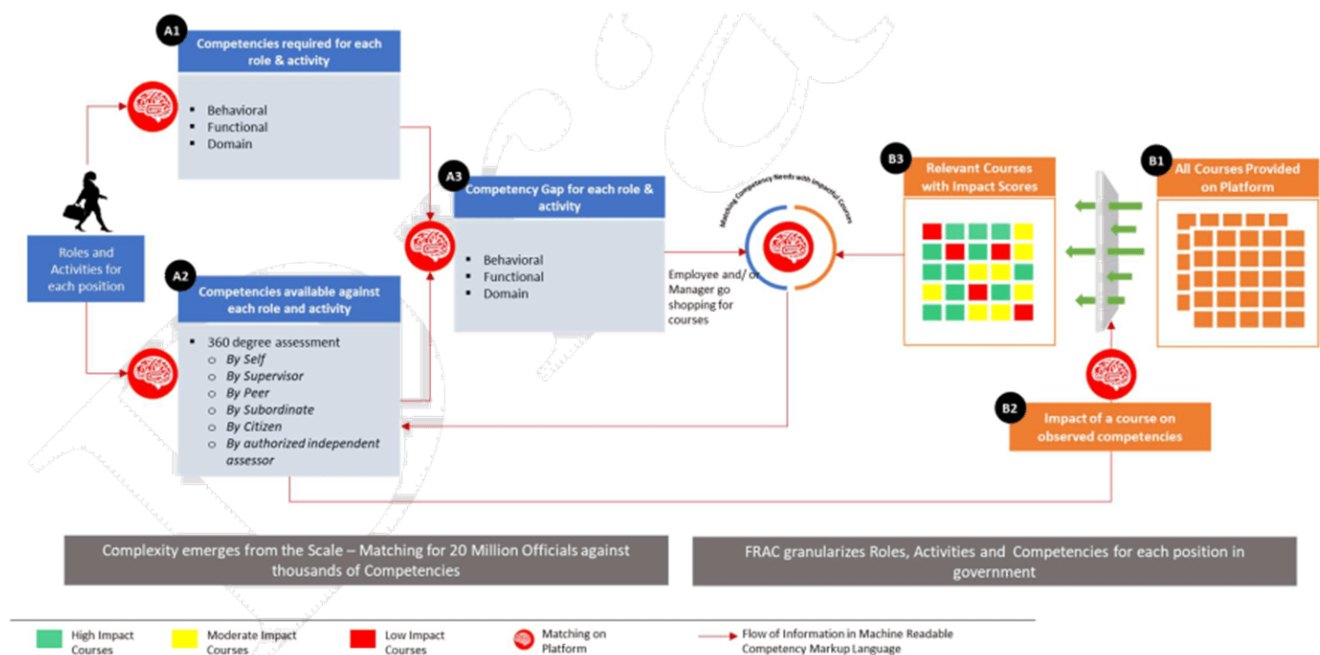 A1
Competencies required for each
role & activity
▪ Behavioral
▪ Functional
▪ Domain
Roles and
Activities for
each position
A2
Competencies available against
each role and activity
▪ 360 degree assessment
o By Self
o By Supervisor
o By Peer
o By Subordinate
o By Citizen
o By authorized independent
assessor
A3
Competency Gap for each role &
activity
▪ Behavioral
▪ Functional
▪ Domain
Matching Competency Needs with Impactful Courses
Employee and/ or
Manager go
shopping for
courses
B3
Relevant Courses
with Impact Scores
B1
All Courses Provided
on Platform
B2
Impact of a course on
observed competencies
Complexity emerges from the Scale – Matching for 20 Million Officials against
thousands of Competencies
FRAC granularizes Roles, Activities and Competencies for each position in
government
High Impact
Courses
Moderate Impact
Courses
Low Impact
Courses
Matching on
Platform
Flow of Information in Machine Readable
Competency Markup Language